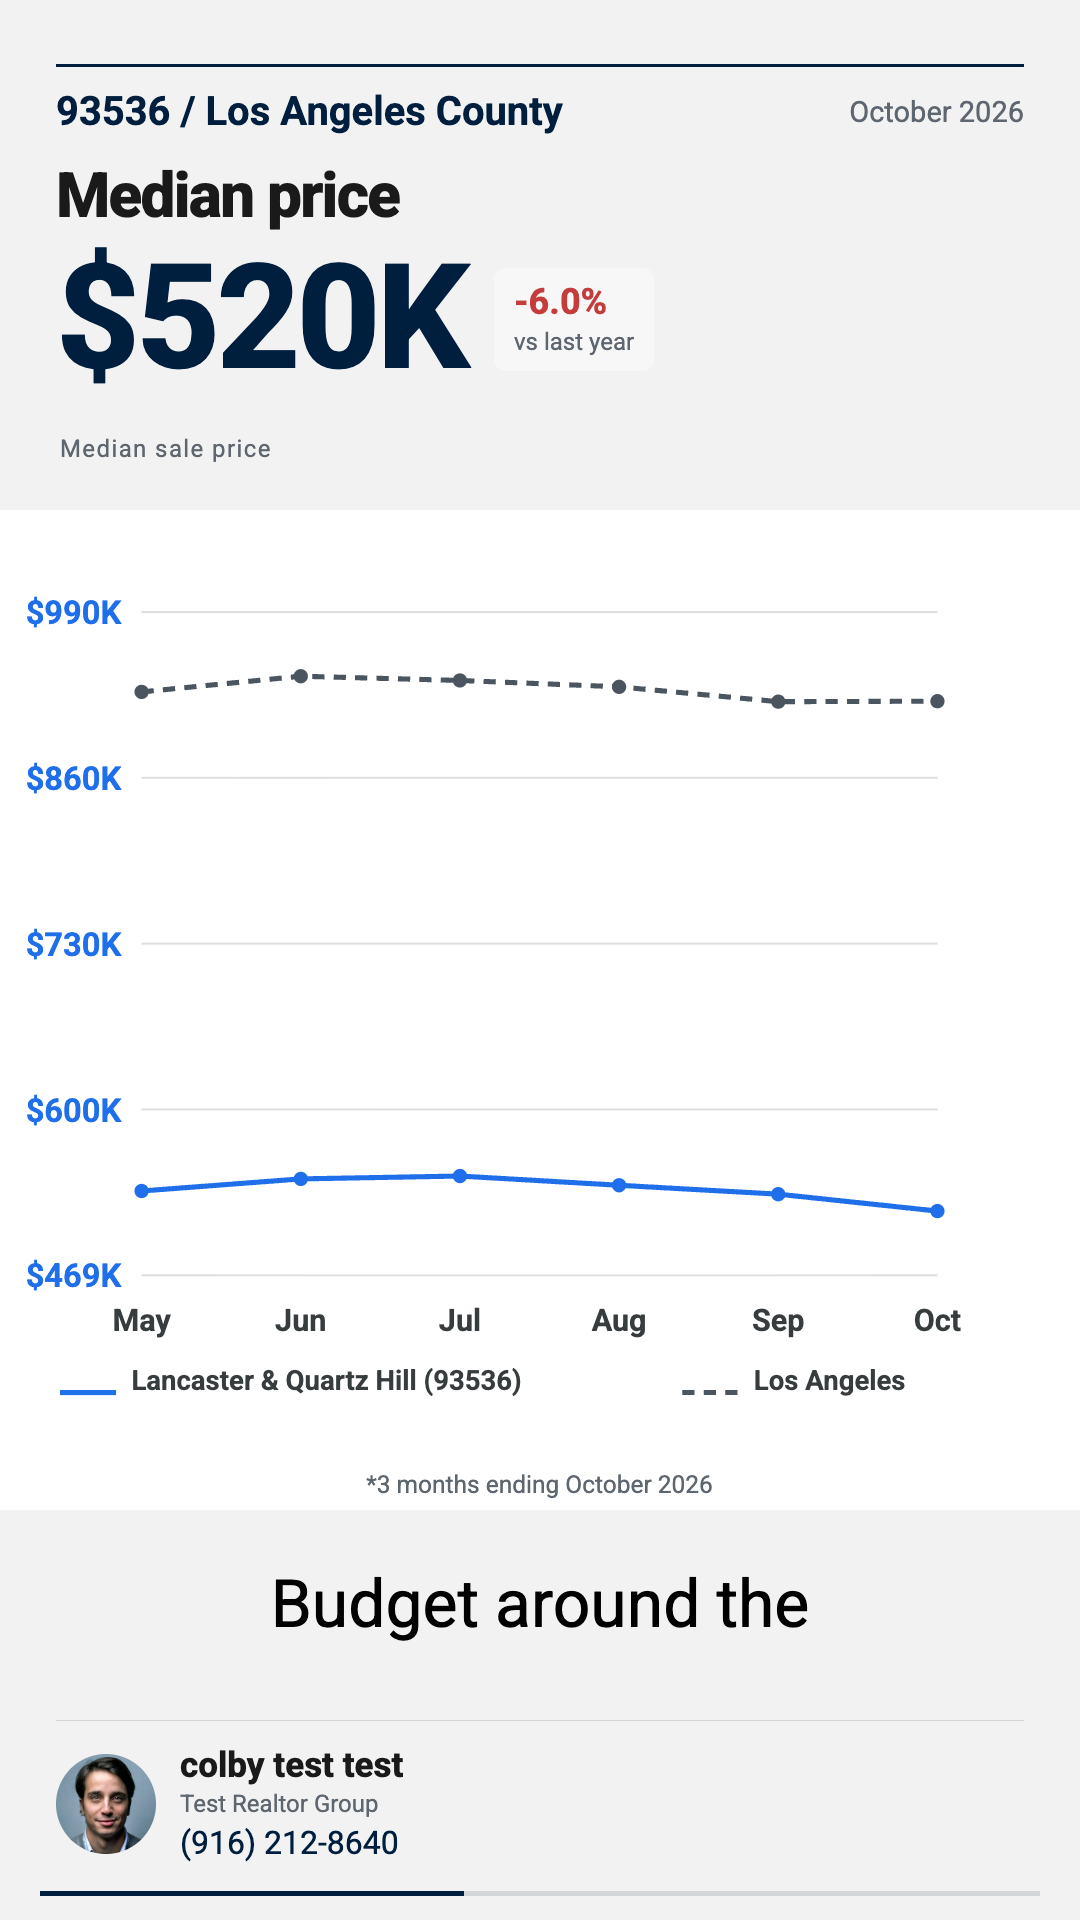 93536 / Los Angeles County
October 2026
Median price
$520K
-6.0%
vs last year
Median sale price
$990K
$860K
$730K
$600K
$469K
May Jun Jul Aug Sep Oct
Lancaster & Quartz Hill (93536)
Los Angeles
*3 months ending October 2026
Budget around the
colby test test
Test Realtor Group
(916) 212-8640